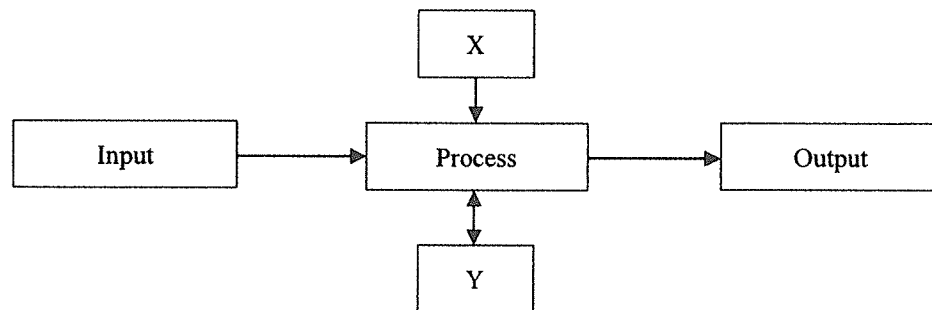 X
Input
Process
Output
Y